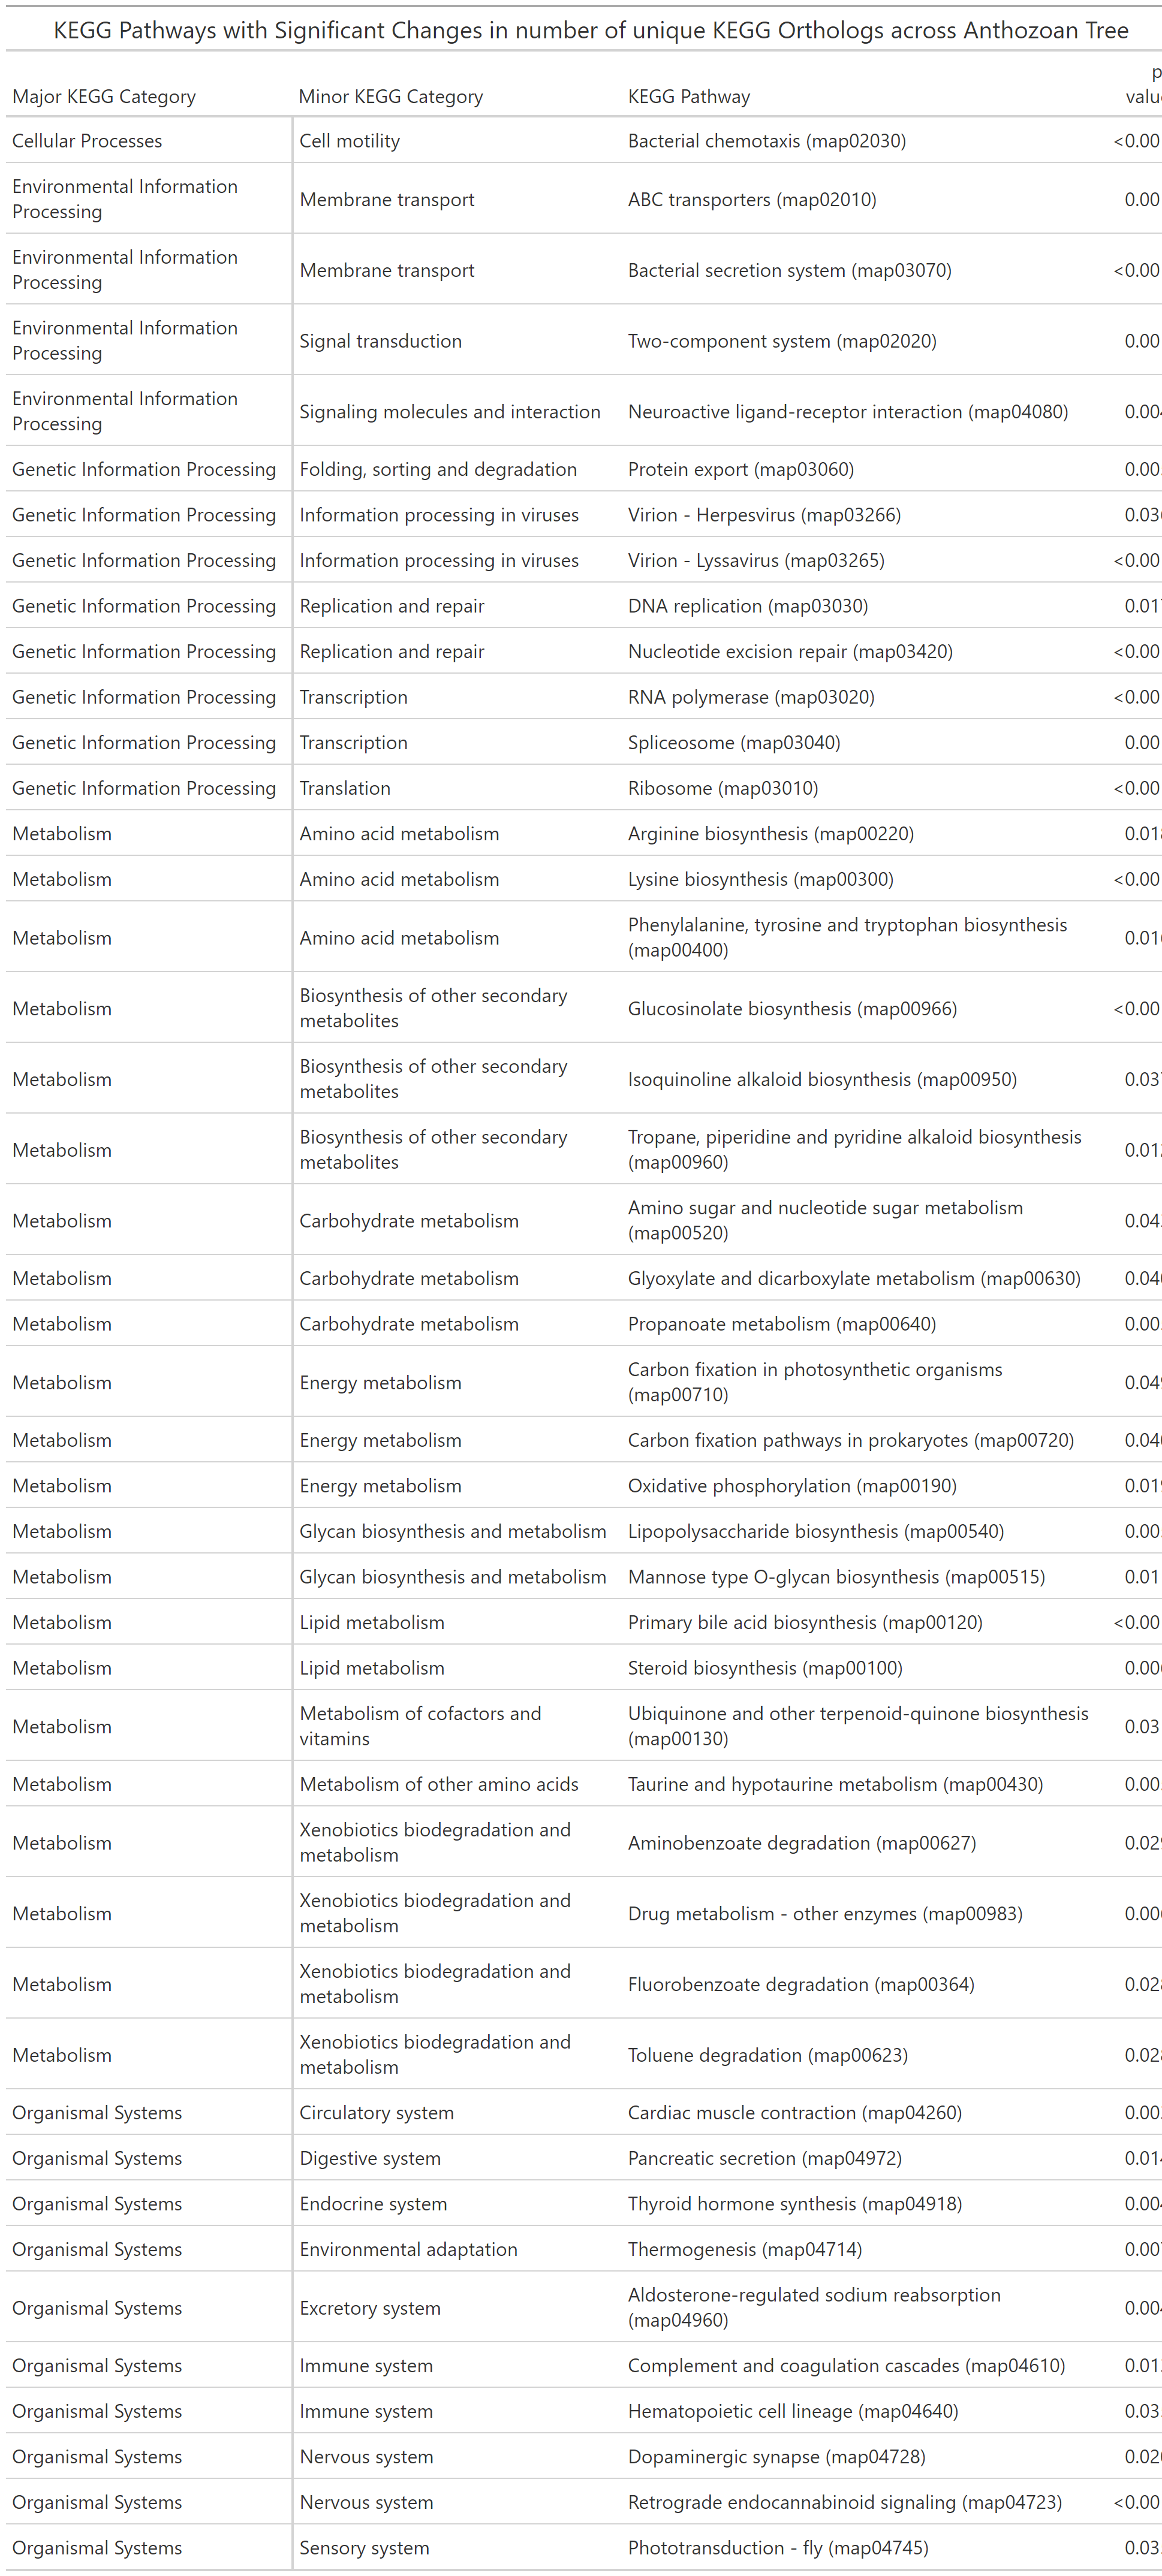 KEGG Pathways with Significant Changes in number of unique KEGG Orthologs across Anthozoan Tree
Major KEGG Category Minor KEGG Category KEGG Pathway p
value
Cellular Processes Cell motility Bacterial chemotaxis (map02030) <0.00
Environmental Information
Processing
Membrane transport ABC transporters (map02010) 0.00
Environmental Information
Processing
Membrane transport Bacterial secretion system (map03070) <0.00
Environmental Information
Processing
Signal transduction Two-component system (map02020) 0.00
Environmental Information
Processing
Signaling molecules and interaction Neuroactive ligand-receptor interaction (map04080) 0.004
Genetic Information Processing Folding, sorting and degradation Protein export (map03060) 0.00
Genetic Information Processing Information processing in viruses Virion - Herpesvirus (map03266) 0.03
Genetic Information Processing Information processing in viruses Virion - Lyssavirus (map03265) <0.00
Genetic Information Processing Replication and repair DNA replication (map03030) 0.017
Genetic Information Processing Replication and repair Nucleotide excision repair (map03420) <0.00
Genetic Information Processing Transcription RNA polymerase (map03020) <0.00
Genetic Information Processing Transcription Spliceosome (map03040) 0.00
Genetic Information Processing Translation Ribosome (map03010) <0.00
Metabolism Amino acid metabolism Arginine biosynthesis (map00220) 0.018
Metabolism Amino acid metabolism Lysine biosynthesis (map00300) <0.00
Metabolism Amino acid metabolism Phenylalanine, tyrosine and tryptophan biosynthesis
(map00400) 0.01
Metabolism Biosynthesis of other secondary
metabolites
Glucosinolate biosynthesis (map00966) <0.00
Metabolism Biosynthesis of other secondary
metabolites
Isoquinoline alkaloid biosynthesis (map00950) 0.037
Metabolism Biosynthesis of other secondary
metabolites
Tropane, piperidine and pyridine alkaloid biosynthesis
(map00960) 0.012
Metabolism Carbohydrate metabolism Amino sugar and nucleotide sugar metabolism
(map00520) 0.04
Metabolism Carbohydrate metabolism Glyoxylate and dicarboxylate metabolism (map00630) 0.04
Metabolism Carbohydrate metabolism Propanoate metabolism (map00640) 0.00
Metabolism Energy metabolism Carbon fixation in photosynthetic organisms
(map00710) 0.049
Metabolism Energy metabolism Carbon fixation pathways in prokaryotes (map00720) 0.04
Metabolism Energy metabolism Oxidative phosphorylation (map00190) 0.019
Metabolism Glycan biosynthesis and metabolism Lipopolysaccharide biosynthesis (map00540) 0.00
Metabolism Glycan biosynthesis and metabolism Mannose type O-glycan biosynthesis (map00515) 0.01
Metabolism Lipid metabolism Primary bile acid biosynthesis (map00120) <0.00
Metabolism Lipid metabolism Steroid biosynthesis (map00100) 0.00
Metabolism Metabolism of cofactors and
vitamins
Ubiquinone and other terpenoid-quinone biosynthesis
(map00130) 0.03
Metabolism Metabolism of other amino acids Taurine and hypotaurine metabolism (map00430) 0.00
Metabolism Xenobiotics biodegradation and
metabolism
Aminobenzoate degradation (map00627) 0.029
Metabolism Xenobiotics biodegradation and
metabolism
Drug metabolism - other enzymes (map00983) 0.00
Metabolism Xenobiotics biodegradation and
metabolism
Fluorobenzoate degradation (map00364) 0.028
Metabolism Xenobiotics biodegradation and
metabolism
Toluene degradation (map00623) 0.028
Organismal Systems Circulatory system Cardiac muscle contraction (map04260) 0.00
Organismal Systems Digestive system Pancreatic secretion (map04972) 0.014
Organismal Systems Endocrine system Thyroid hormone synthesis (map04918) 0.004
Organismal Systems Environmental adaptation Thermogenesis (map04714) 0.007
Organismal Systems Excretory system Aldosterone-regulated sodium reabsorption
(map04960) 0.004
Organismal Systems Immune system Complement and coagulation cascades (map04610) 0.01
Organismal Systems Immune system Hematopoietic cell lineage (map04640) 0.03
Organismal Systems Nervous system Dopaminergic synapse (map04728) 0.02
Organismal Systems Nervous system Retrograde endocannabinoid signaling (map04723) <0.00
Organismal Systems Sensory system Phototransduction - fly (map04745) 0.03